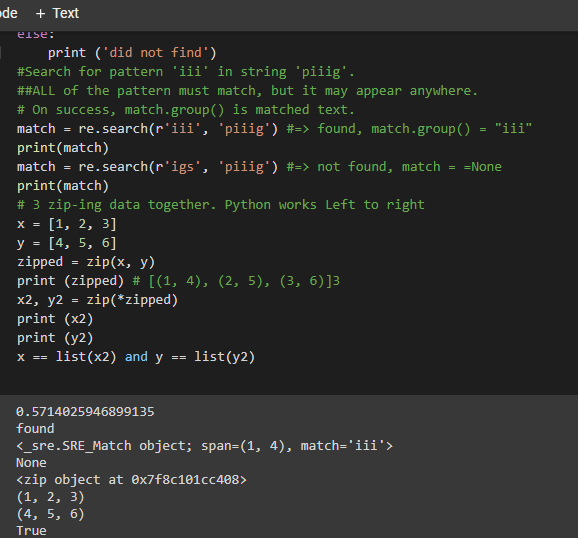 ode + Text
else:
print ('did not find')
#Search for pattern 'iii' in string 'piiig'.
##ALL of the pattern must match, but it may appear anywhere.
# On success, match.group() is matched text.
match = re.search(r'iii', 'piiig') #=> found, match.group() = "iii"
print(match)
match = re.search(r'igs', 'piiig') #=> not found, match = =None
print(match)
# 3 zip-ing data together. Python works Left to right
x = [1, 2, 3]
y = [4, 5, 6]
zipped = zip(x, y)
print (zipped) # [(1, 4), (2, 5), (3, 6)]3
x2, y2 = zip(*zipped)
print (x2)
print (y2)
x == list(x2) and y == list(y2)
0.5714025946899135
found
<_sre.SRE_Match object; span=(1, 4), match='iii'>
None
<zip object at 0x7f8c101cc408>
(1, 2, 3)
(4, 5, 6)
True